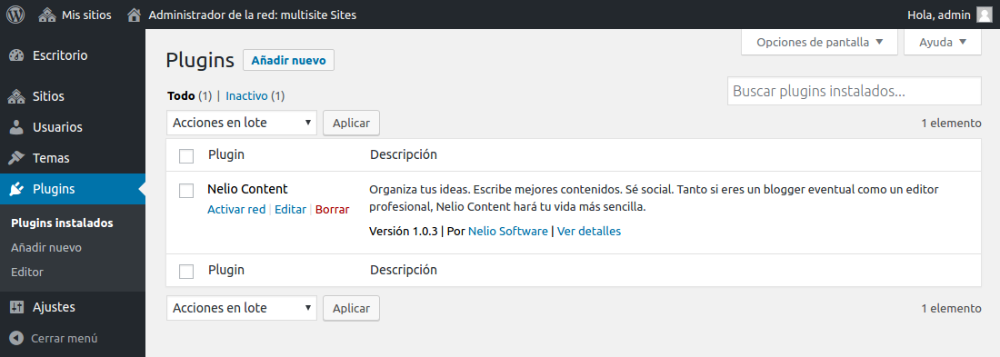 Mis sitios Administrador de la red: multisite Sites Hola, admin
Escritorio
Sitios
Usuarios
Temas
Plugins
Plugins instalados
Añadir nuevo
Editor
Ajustes
Cerrar menú
Opciones de pantalla Ayuda
Plugins Añadir nuevo
Todo (1) | Inactivo (1)
Buscar plugins instalados...
Acciones en lote Aplicar 1 elemento
Plugin Descripción
Nelio Content
Activar red | Editar | Borrar
Organiza tus ideas. Escribe mejores contenidos. Sé social. Tanto si eres un blogger eventual como un editor
profesional, Nelio Content hará tu vida más sencilla.
Versión 1.0.3 | Por Nelio Software | Ver detalles
Plugin Descripción
Acciones en lote Aplicar 1 elemento